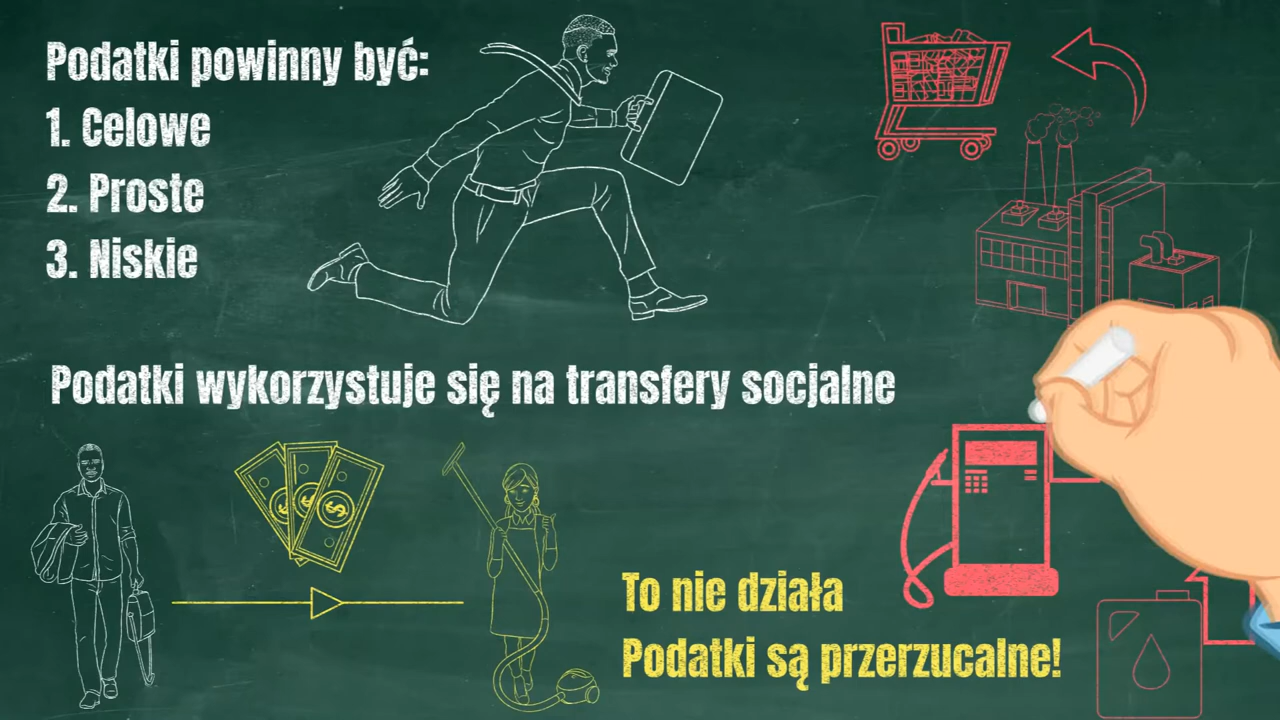 Podatki powinny być:
1. Celowe
2. Proste
3. Niskie
Podatki wykorzystuje się na transfery socjalne
To nie działa
Podatki są przerzucalne!